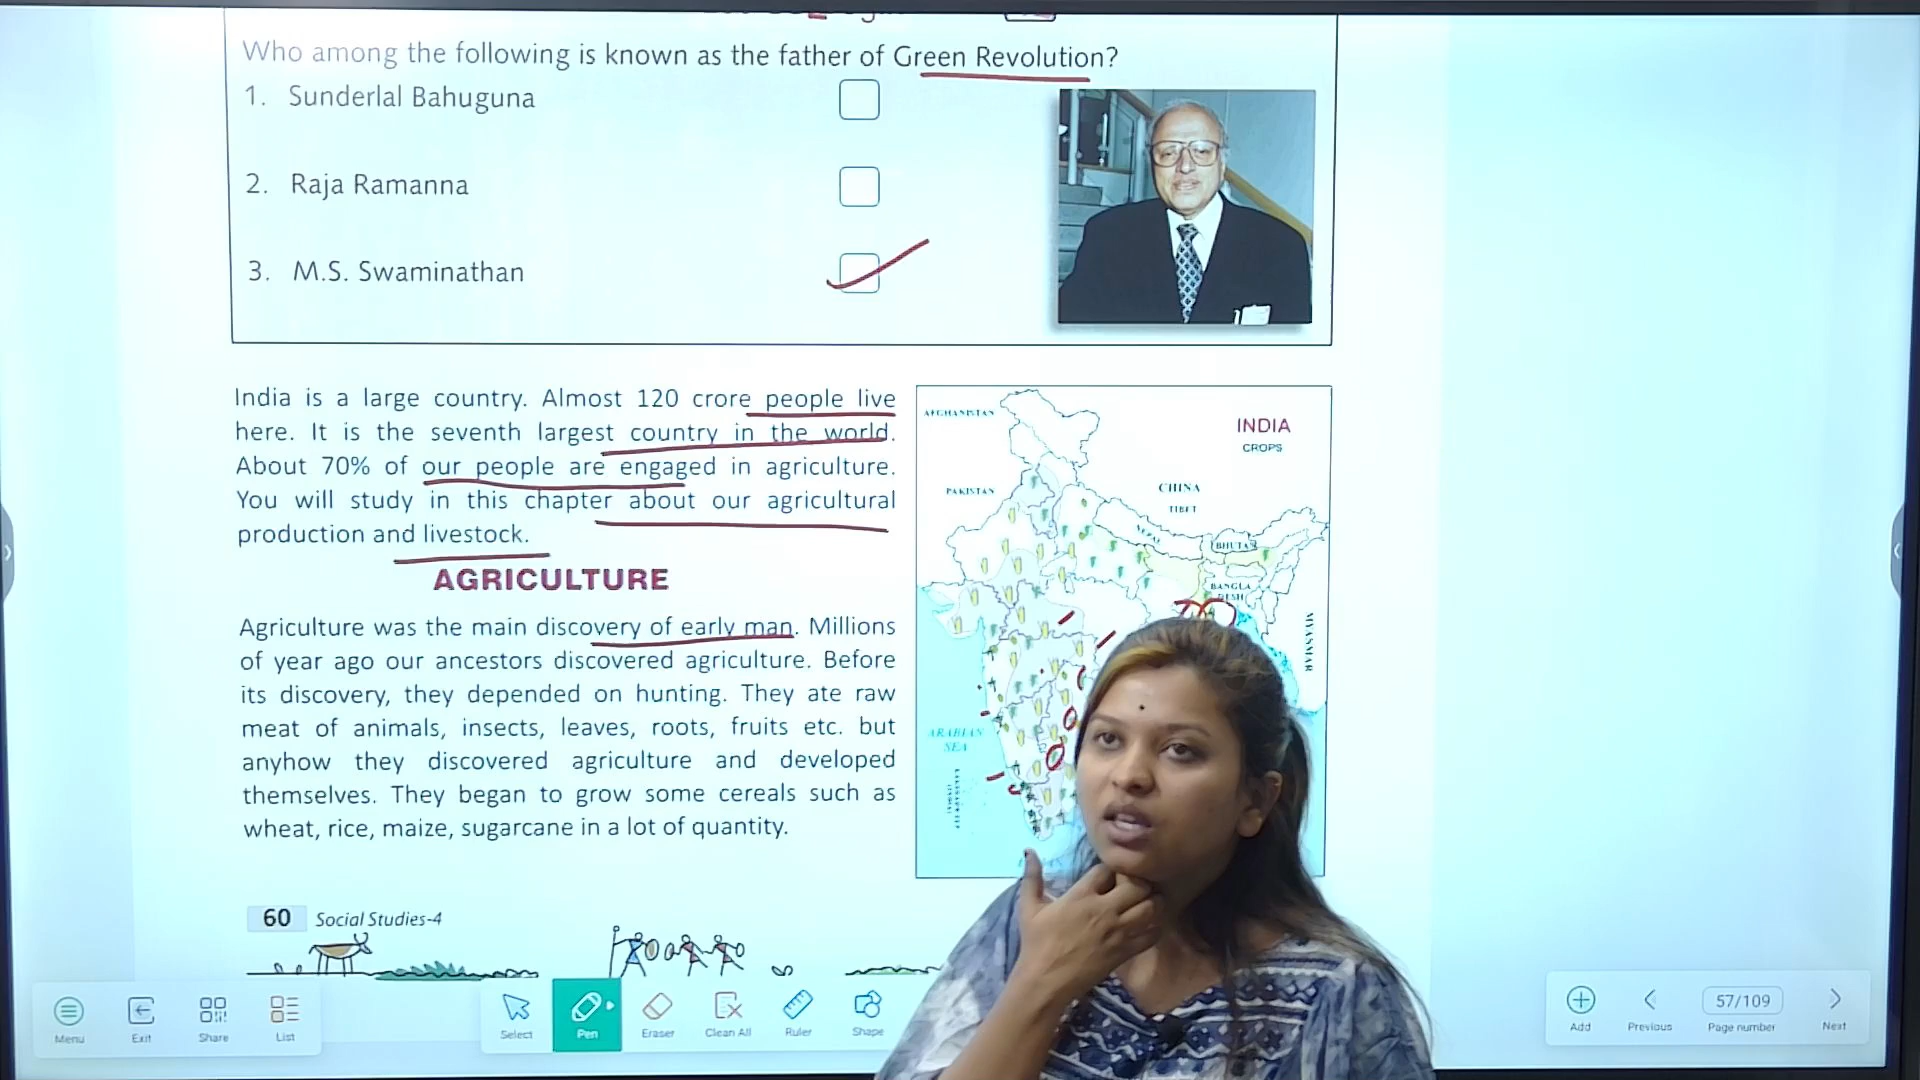 Who among the following is known as the father of Green Revolution?
1. Sunderlal Bahuguna
2. Raja Ramanna
3. M.S. Swaminathan
India is a large country. Almost 120 crore people live
here. It is the seventh largest country in the world.
About 70% of our people are engaged in agriculture.
You will study in this chapter about our agricultural
production and livestock.
AGRICULTURE
Agriculture was the main discovery of early man. Millions
of year ago our ancestors discovered agriculture. Before
its discovery, they depended on hunting. They ate raw
meat of animals, insects, leaves, roots, fruits etc. but
anyhow they discovered agriculture and developed
themselves. They began to grow some cereals such as
wheat, rice, maize, sugarcane in a lot of quantity.
INDIA
CROPS
AFGHANISTAN
PAKISTAN
CHINA
TIBET
NEPAL
BHUTAN
BANGLA
DESH
MYANMAR
ARABIAN
SEA
60 Social Studies-4
Menu
Exit
Share
List
Select
Pen
Eraser
Clean All
Ruler
Shape
Add
Previous
57/109
Page number
Next